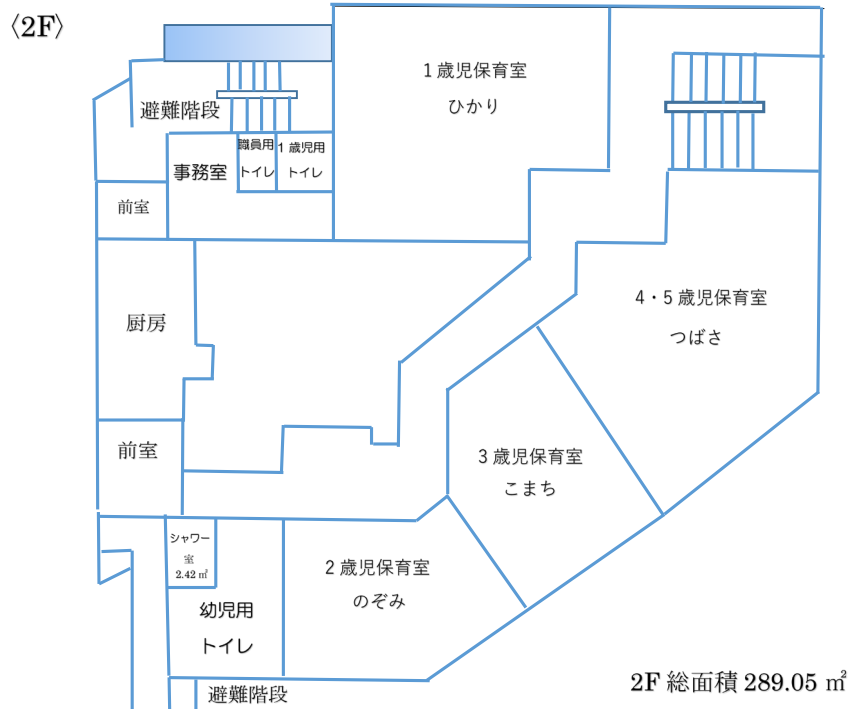 〈2F〉
1歳児保育室
ひかり
避難階段
職員用
トイレ
1歳児用
トイレ
事務室
前室
4・5歳児保育室
つばさ
厨房
前室
3歳児保育室
こまち
シャワー
室
2.42㎡
2歳児保育室
のぞみ
幼児用
トイレ
避難階段
2F 総面積 289.05 ㎡